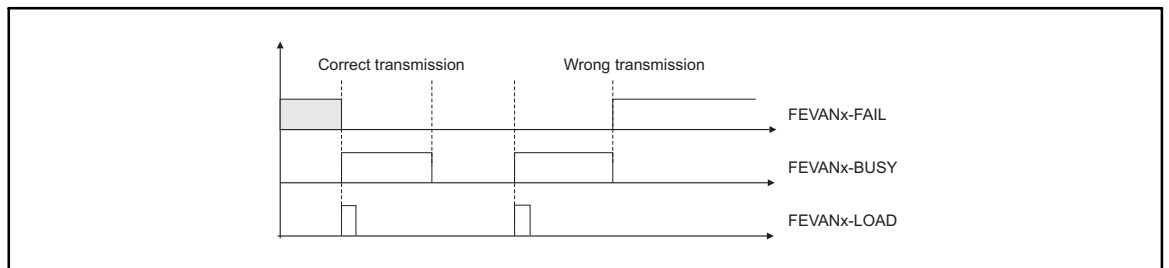 Correct transmission Wrong transmission
FEVANx-FAIL
FEVANx-BUSY
FEVANx-LOAD